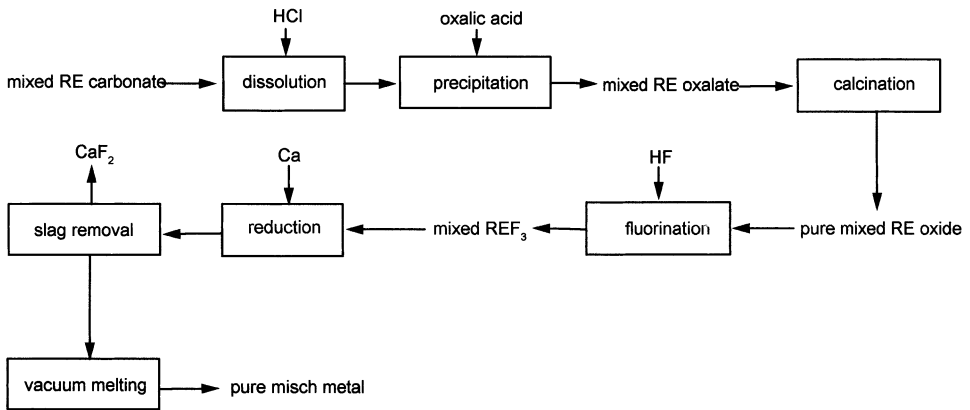 HCl
oxalic acid
mixed RE carbonate
dissolution
precipitation
mixed RE oxalate
calcination
CaF₂
Ca
HF
slag removal
reduction
mixed REF₃
fluorination
pure mixed RE oxide
vacuum melting
pure misch metal